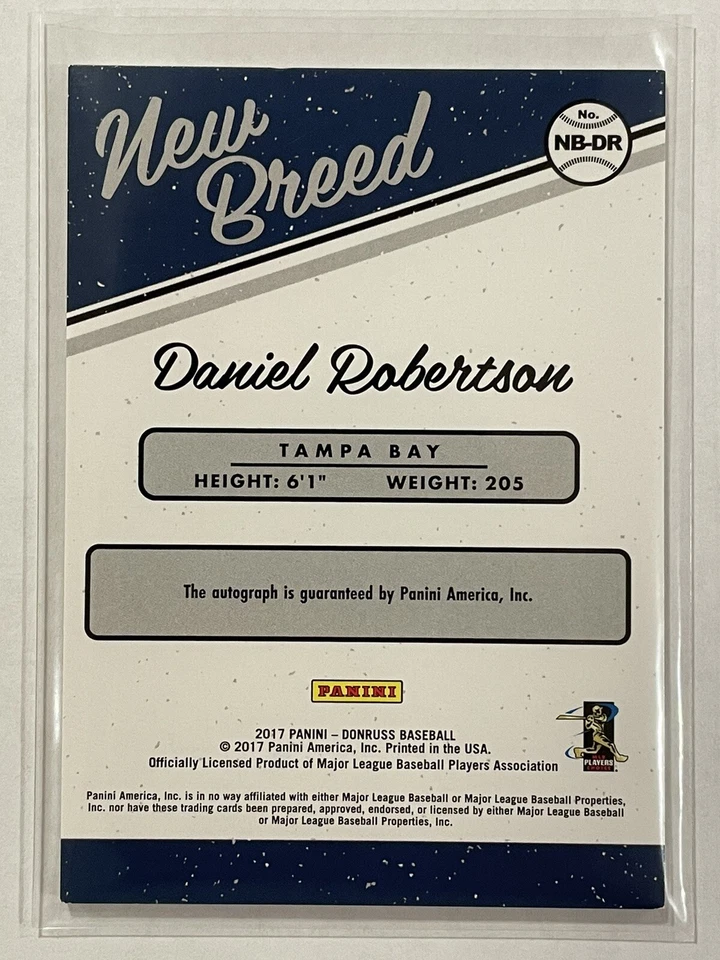 New
Breed
No.
NB-DR
Daniel Robertson
TAMPA BAY
HEIGHT: 6'1" WEIGHT: 205
The autograph is guaranteed by Panini America, Inc.
PANINI
2017 PANINI – DONRUSS BASEBALL
© 2017 Panini America, Inc. Printed in the USA.
Officially Licensed Product of Major League Baseball Players Association
MLB
PLAYERS
CHOICE
Panini America, Inc. is in no way affiliated with either Major League Baseball or Major League Baseball Properties,
Inc. nor have these trading cards been prepared, approved, endorsed, or licensed by either Major League Baseball
or Major League Baseball Properties, Inc.